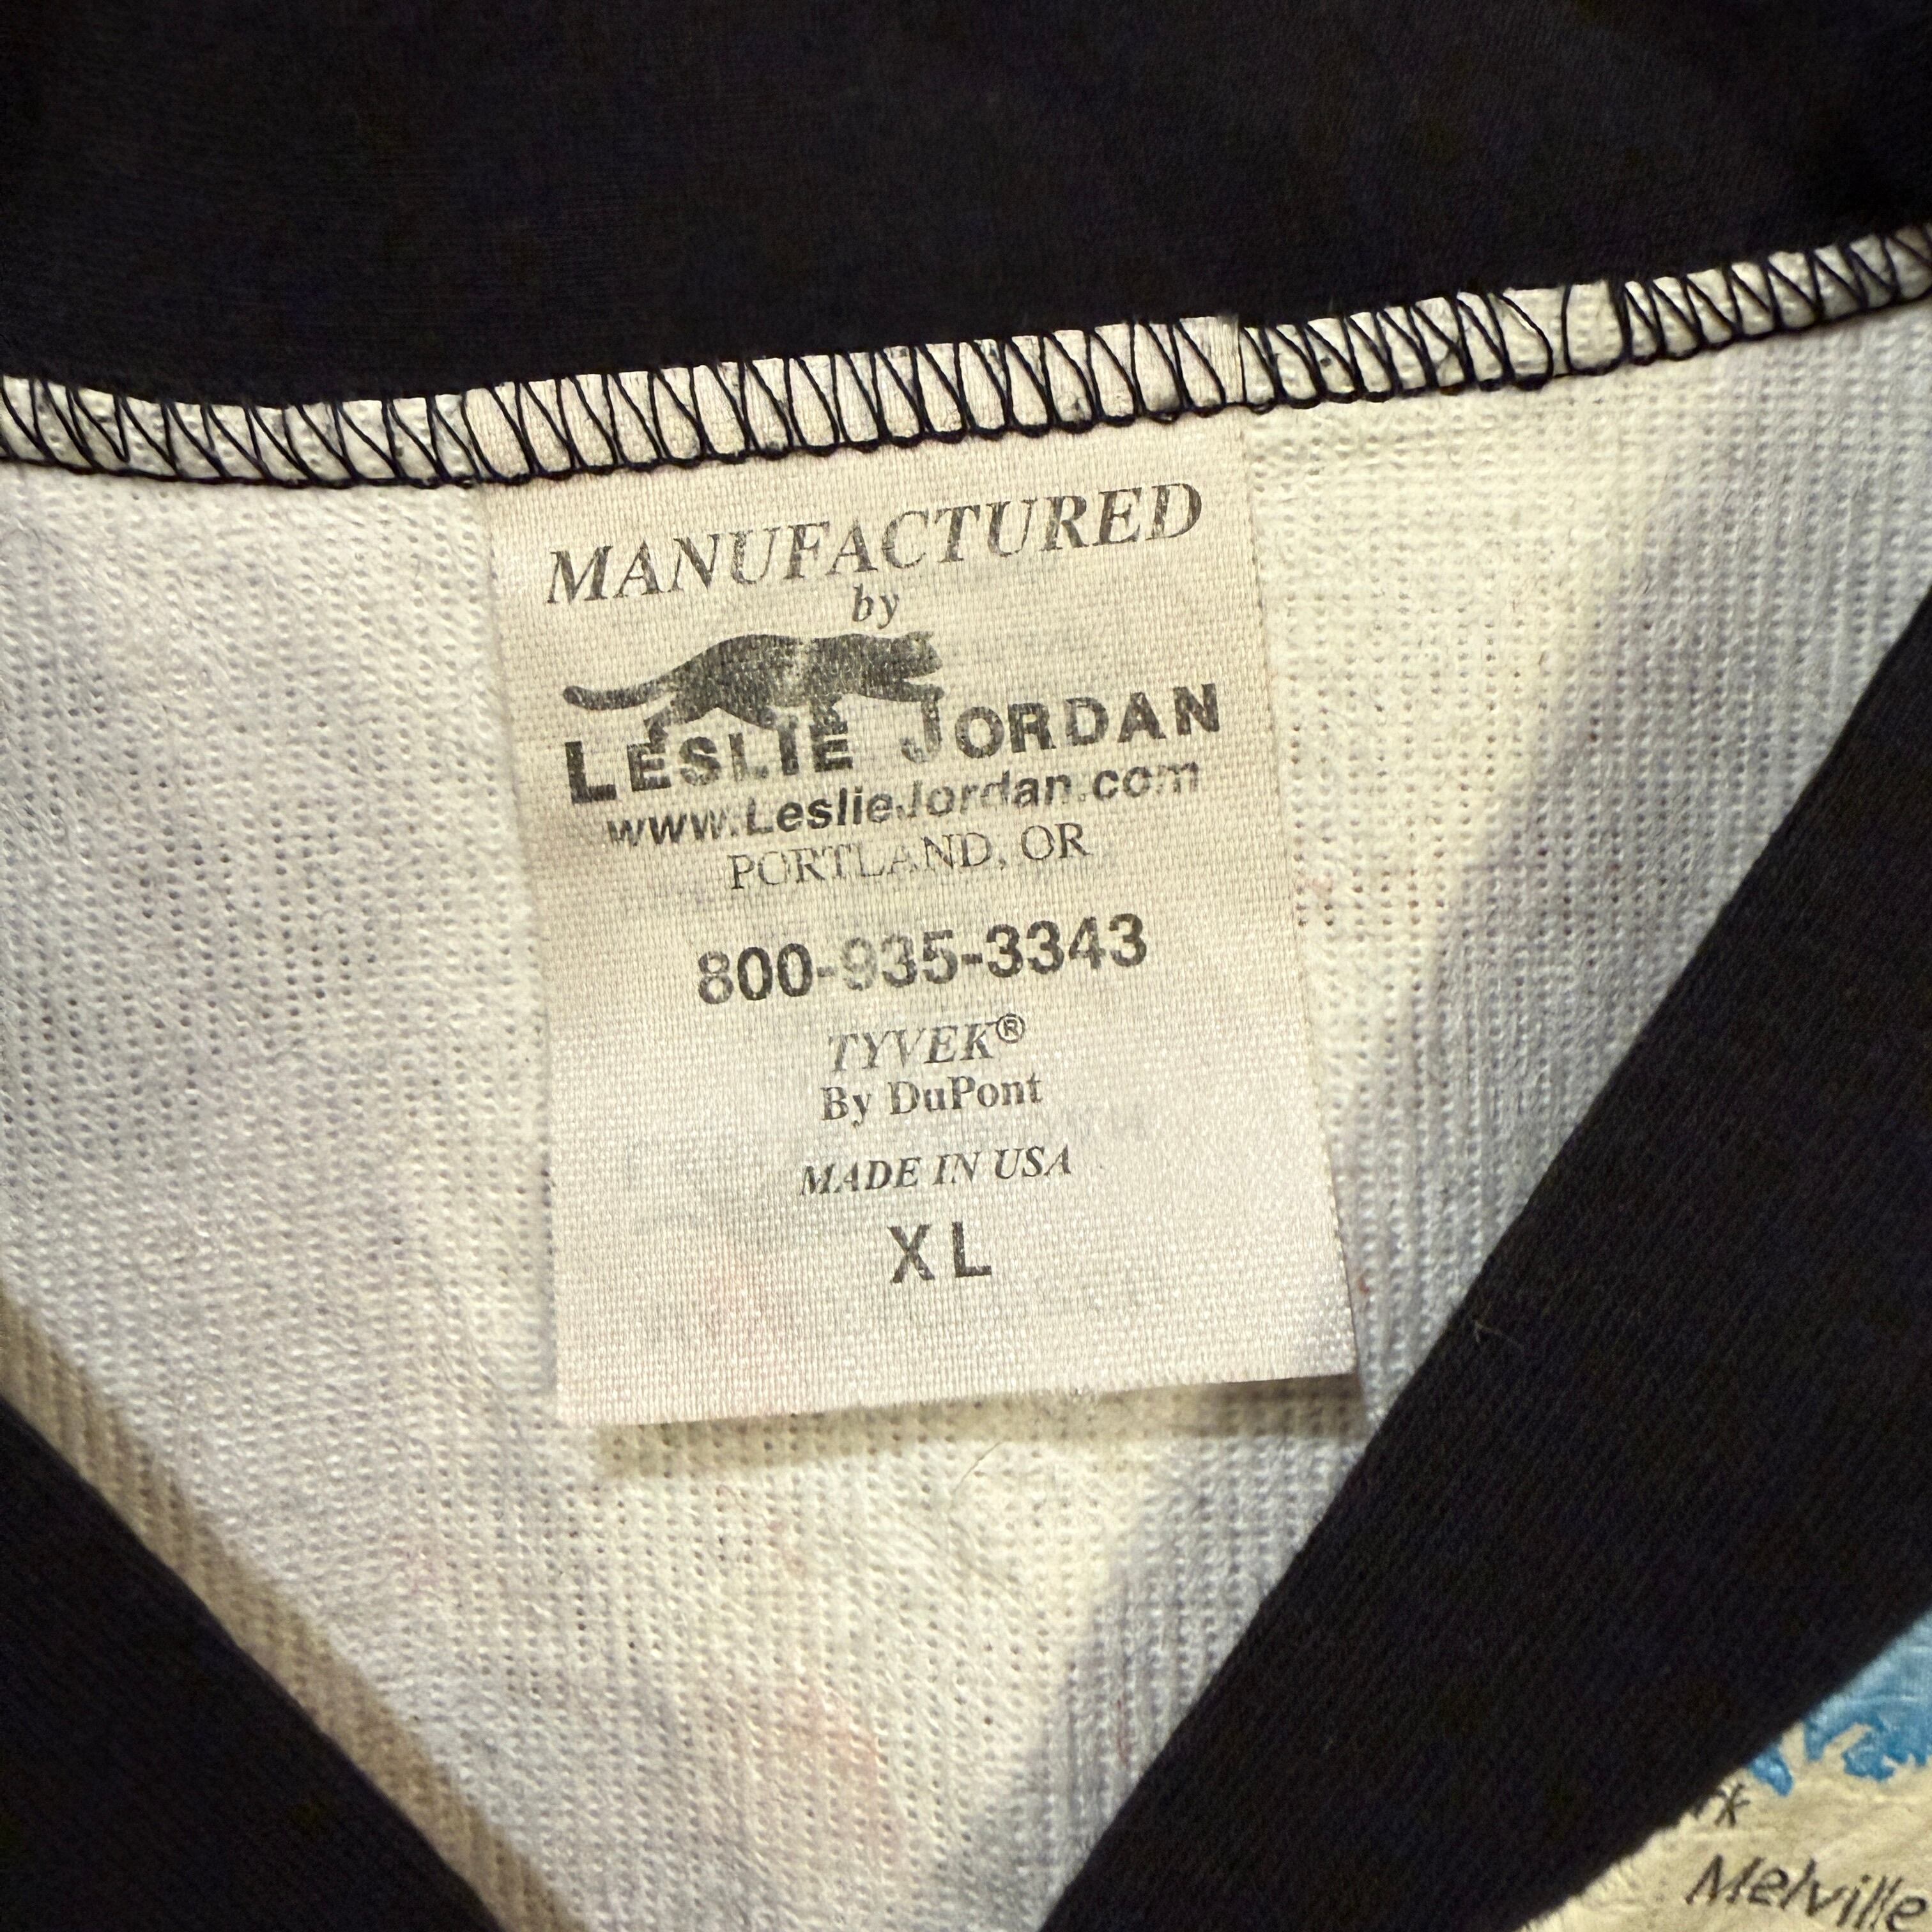 MANUFACTURED
by
LESLIE JORDAN
www.LeslieJordan.com
PORTLAND, OR
800-935-3343
TYVEK®
By DuPont
MADE IN USA
XL
Melville